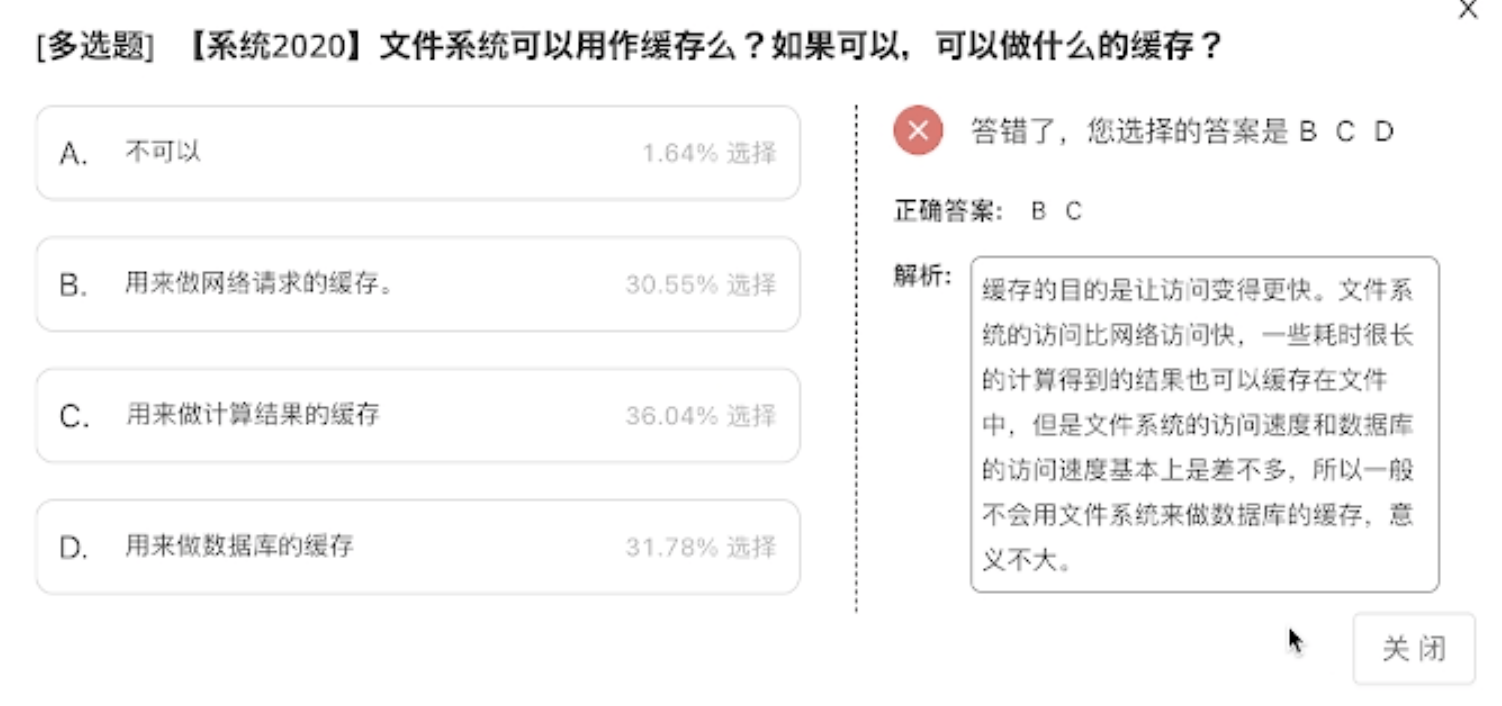 [多选题] 【系统2020】文件系统可以用作缓存么？如果可以，可以做什么的缓存？
A. 不可以 1.64% 选择
B. 用来做网络请求的缓存。 30.55% 选择
C. 用来做计算结果的缓存 36.04% 选择
D. 用来做数据库的缓存 31.78% 选择
答错了，您选择的答案是 B C D
正确答案： B C
解析：
缓存的目的是让访问变得更快。文件系
统的访问比网络访问快，一些耗时很长
的计算得到的结果也可以缓存在文件
中，但是文件系统的访问速度和数据库
的访问速度基本上是差不多，所以一般
不会用文件系统来做数据库的缓存，意
义不大。
关 闭